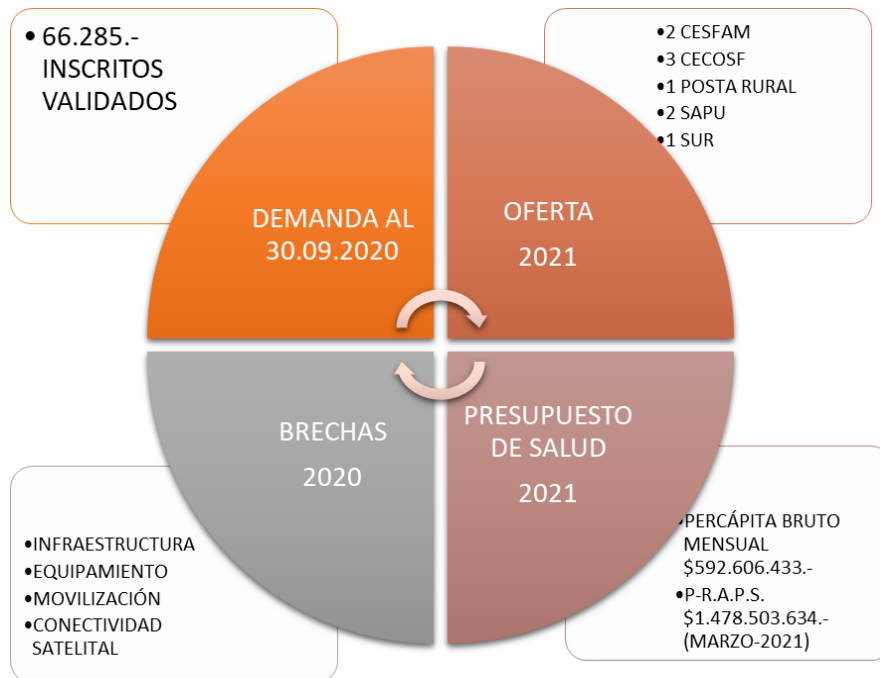 • 66.285.-
INSCRITOS
VALIDADOS
•2 CESFAM
•3 CECOSF
•1 POSTA RURAL
•2 SAPU
•1 SUR
DEMANDA AL
30.09.2020
OFERTA
2021
BRECHAS
2020
PRESUPUESTO
DE SALUD
2021
•INFRAESTRUCTURA
•EQUIPAMIENTO
•MOVILIZACIÓN
•CONECTIVIDAD
SATELITAL
•PERCÁPITA BRUTO
MENSUAL
$592.606.433.-
•P-R.A.P.S.
$1.478.503.634.-
(MARZO-2021)